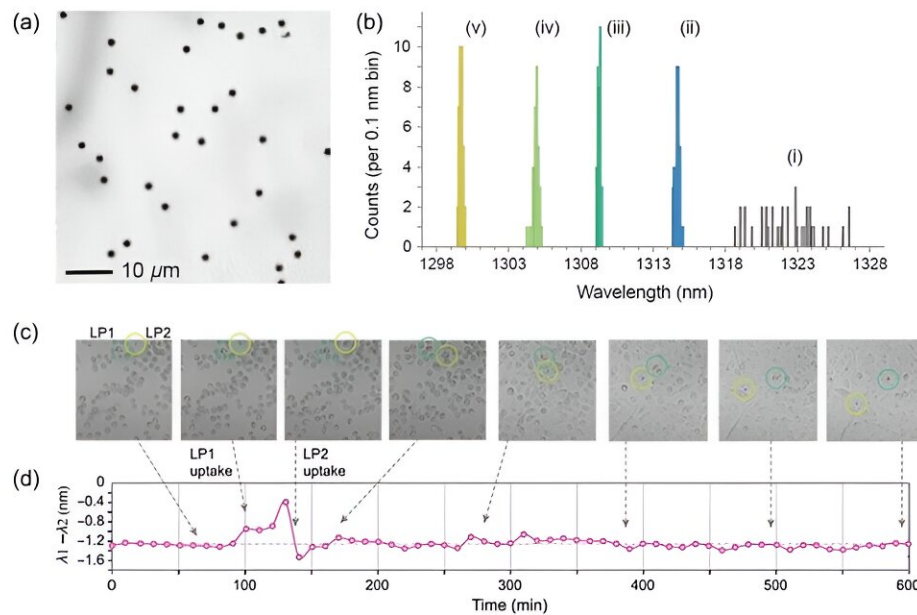 (a)
10 μm
(b)
Counts (per 0.1 nm bin)
10
8
6
4
2
0
(v)
(iv)
(iii)
(ii)
(i)
1298 1303 1308 1313 1318 1323 1328
Wavelength (nm)
(c)
LP1 LP2
LP1
uptake
LP2
uptake
(d)
λ1 –λ2 (nm)
0
–0.4
–0.8
–1.2
–1.6
0 100 200 300 400 500 600
Time (min)